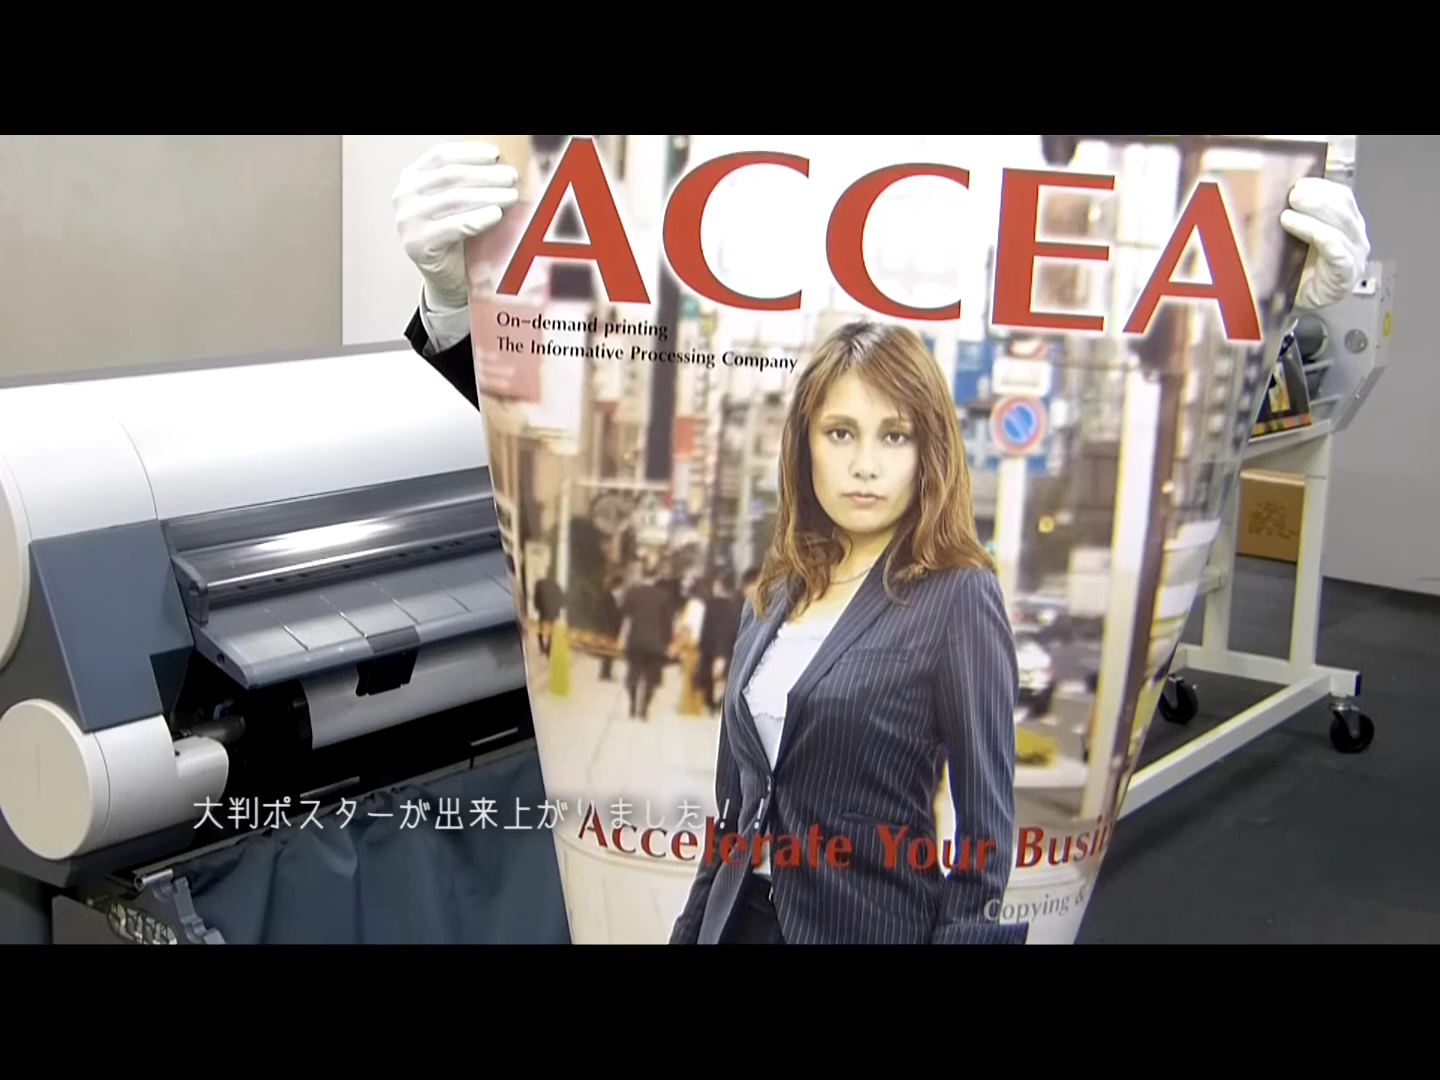 ACCEA
On-demand printing
The Informative Processing Company
大判ポスターが出来上がりました！！
Accelerate Your Busi
Copying &